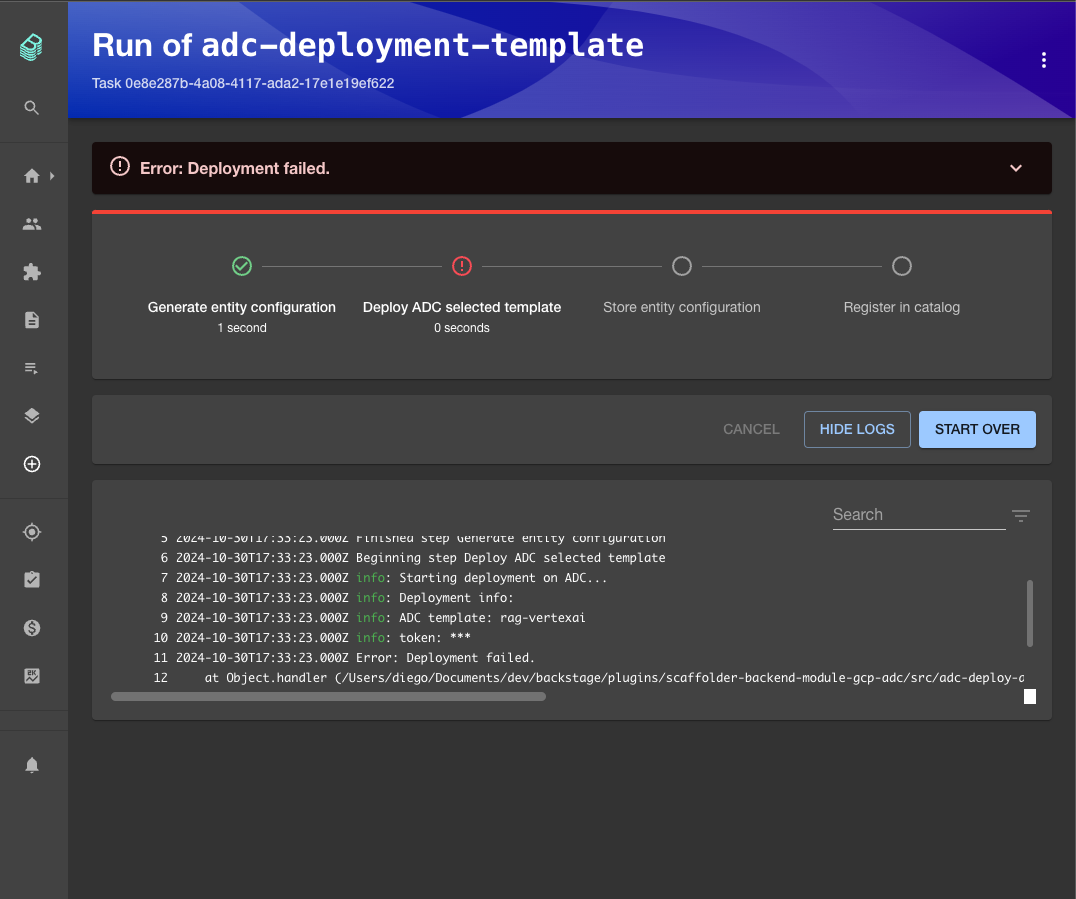 Run of adc-deployment-template
Task 0e8e287b-4a08-4117-ada2-17e1e19ef622
Error: Deployment failed.
Generate entity configuration
1 second
Deploy ADC selected template
0 seconds
Store entity configuration
Register in catalog
CANCEL
HIDE LOGS
START OVER
Search
5 2024-10-30T17:33:23.000Z Finished step Generate entity configuration
6 2024-10-30T17:33:23.000Z Beginning step Deploy ADC selected template
7 2024-10-30T17:33:23.000Z info: Starting deployment on ADC...
8 2024-10-30T17:33:23.000Z info: Deployment info:
9 2024-10-30T17:33:23.000Z info: ADC template: rag-vertexai
10 2024-10-30T17:33:23.000Z info: token: ***
11 2024-10-30T17:33:23.000Z Error: Deployment failed.
12 at Object.handler (/Users/diego/Documents/dev/backstage/plugins/scaffolder-backend-module-gcp-adc/src/adc-deploy-